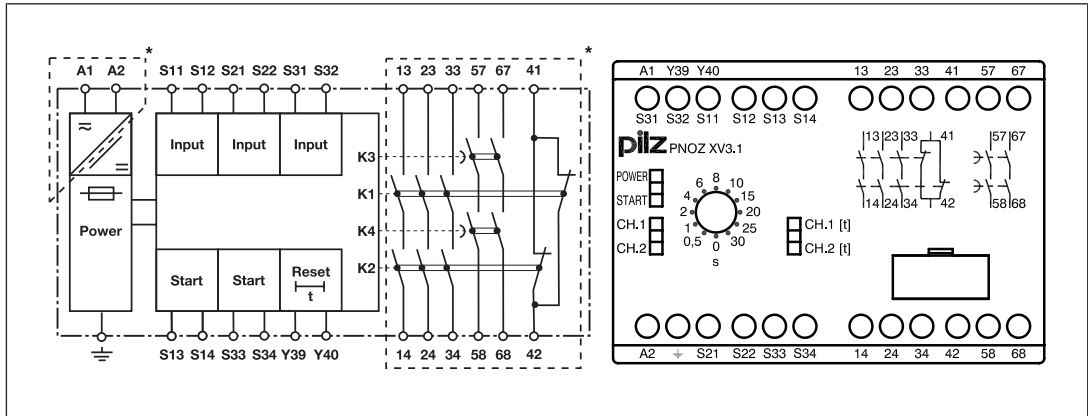 *
*
A1 A2 S11 S12 S21 S22 S31 S32 13 23 33 57 67 41
≂
=
Input Input Input
K3
K1
Power
K4
K2
Start Start Reset
t
S13 S14 S33 S34 Y39 Y40 14 24 34 58 68 42
A1 Y39 Y40 13 23 33 41 57 67
S31 S32 S11 S12 S13 S14
pilz PNOZ XV3.1
13 23 33 41 57 67
POWER
START
CH.1
CH.2
0,5 1 2 4 6 8 10 15 20 25 30
0
s
CH.1 [t]
CH.2 [t]
14 24 34 42 58 68
A2 S21 S22 S33 S34 14 24 34 42 58 68